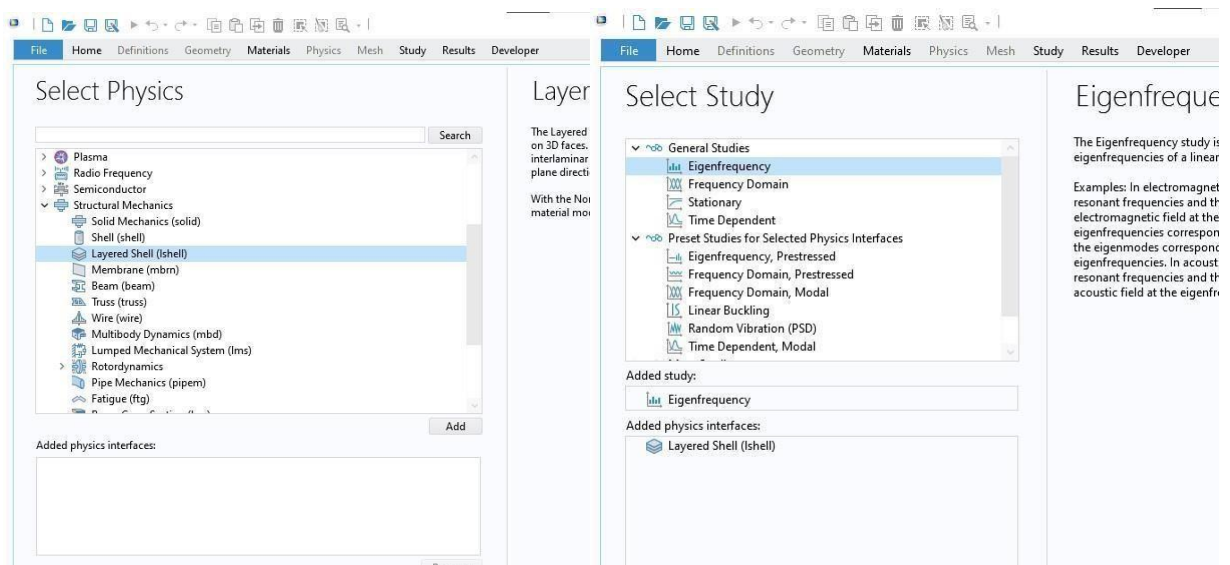 File Home Definitions Geometry Materials Physics Mesh Study Results Developer
Select Physics
Search
Plasma
Radio Frequency
Semiconductor
Structural Mechanics
Solid Mechanics (solid)
Shell (shell)
Layered Shell (lshell)
Membrane (mbrn)
Beam (beam)
Truss (truss)
Wire (wire)
Multibody Dynamics (mbd)
Lumped Mechanical System (lms)
Rotordynamics
Pipe Mechanics (pipem)
Fatigue (ftg)
Add
Added physics interfaces:
Layer
The Layered
on 3D faces.
interlaminar
plane directi
With the Nor
material mo
File Home Definitions Geometry Materials Physics Mesh Study Results Developer
Select Study
General Studies
Eigenfrequency
Frequency Domain
Stationary
Time Dependent
Preset Studies for Selected Physics Interfaces
Eigenfrequency, Prestressed
Frequency Domain, Prestressed
Frequency Domain, Modal
Linear Buckling
Random Vibration (PSD)
Time Dependent, Modal
Added study:
Eigenfrequency
Added physics interfaces:
Layered Shell (lshell)
Eigenfreque
The Eigenfrequency study is
eigenfrequencies of a linear
Examples: In electromagnet
resonant frequencies and th
electromagnetic field at the
eigenfrequencies correspon
the eigenmodes correspond
eigenfrequencies. In acoust
resonant frequencies and th
acoustic field at the eigenfr